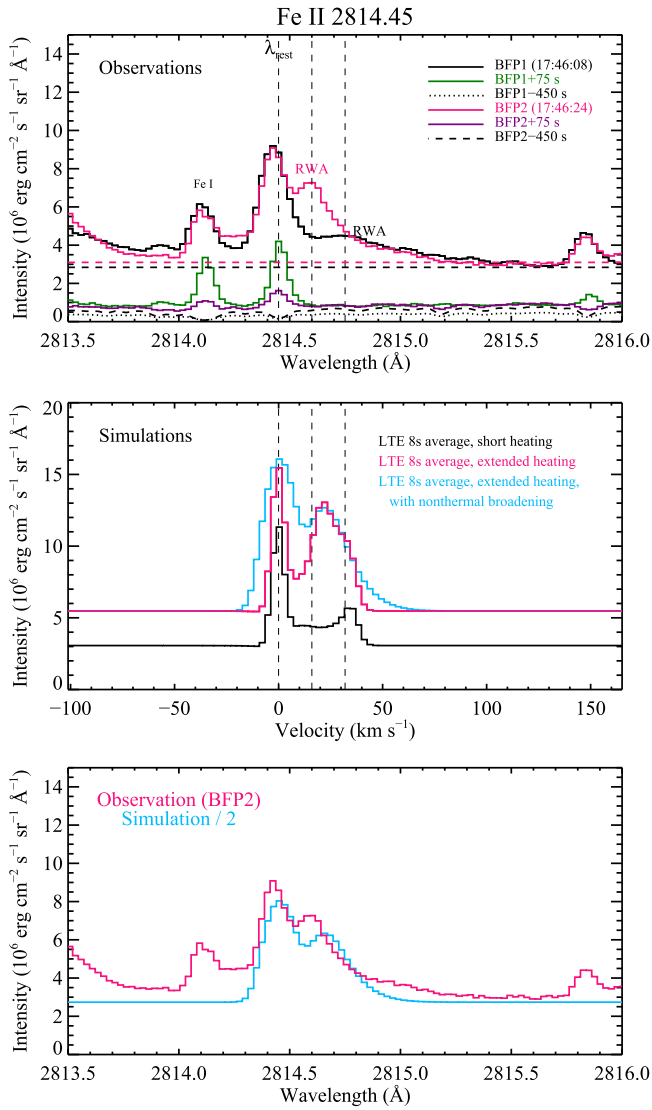 Fe II 2814.45
λrest
Observations
BFP1 (17:46:08)
BFP1+75 s
BFP1−450 s
BFP2 (17:46:24)
BFP2+75 s
BFP2−450 s
Fe I
RWA
RWA
Intensity (10⁶ erg cm⁻² s⁻¹ sr⁻¹ Å⁻¹)
14
12
10
8
6
4
2
0
2813.5 2814.0 2814.5 2815.0 2815.5 2816.0
Wavelength (Å)
Simulations
LTE 8s average, short heating
LTE 8s average, extended heating
LTE 8s average, extended heating,
with nonthermal broadening
Intensity (10⁶ erg cm⁻² s⁻¹ sr⁻¹ Å⁻¹)
20
15
10
5
0
−100 −50 0 50 100 150
Velocity (km s⁻¹)
Observation (BFP2)
Simulation / 2
Intensity (10⁶ erg cm⁻² s⁻¹ sr⁻¹ Å⁻¹)
14
12
10
8
6
4
2
0
2813.5 2814.0 2814.5 2815.0 2815.5 2816.0
Wavelength (Å)